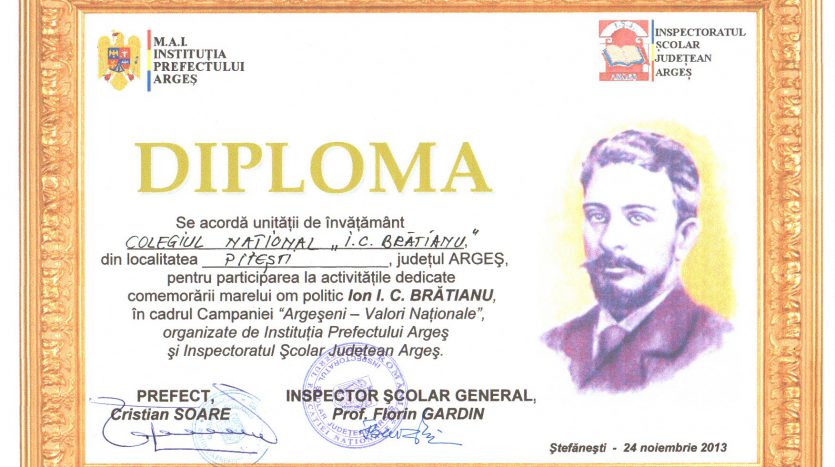 M.A.I.
INSTITUȚIA
PREFECTULUI
ARGEȘ
I.Ș.J.
ARGEȘ
INSPECTORATUL
ȘCOLAR
JUDEȚEAN
ARGEȘ
DIPLOMA
Se acordă unității de învățământ
COLEGIUL NAȚIONAL „I.C. BRĂTIANU,"
din localitatea PITEȘTI, județul ARGEȘ,
pentru participarea la activitățile dedicate
comemorării marelui om politic Ion I. C. BRĂTIANU,
în cadrul Campaniei "Argeșeni – Valori Naționale",
organizate de Instituția Prefectului Argeș
și Inspectoratul Școlar Județean Argeș.
PREFECT,
Cristian SOARE
INSPECTOR ȘCOLAR GENERAL,
Prof. Florin GARDIN
Ștefănești - 24 noiembrie 2013